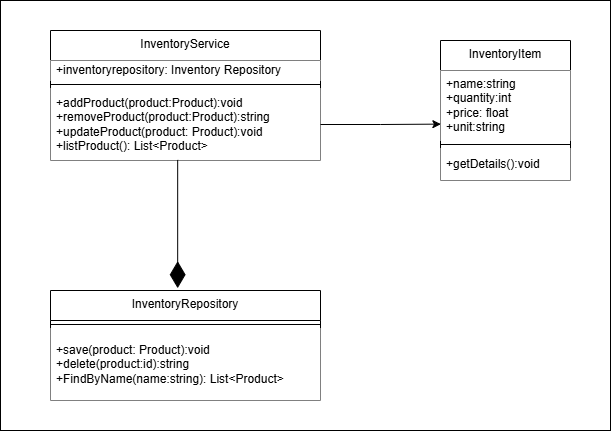 InventoryService
+inventoryrepository: Inventory Repository
+addProduct(product:Product):void
+removeProduct(product:Product):string
+updateProduct(product: Product):void
+listProduct(): List<Product>
InventoryItem
+name:string
+quantity:int
+price: float
+unit:string
+getDetails():void
InventoryRepository
+save(product: Product):void
+delete(product:id):string
+FindByName(name:string): List<Product>